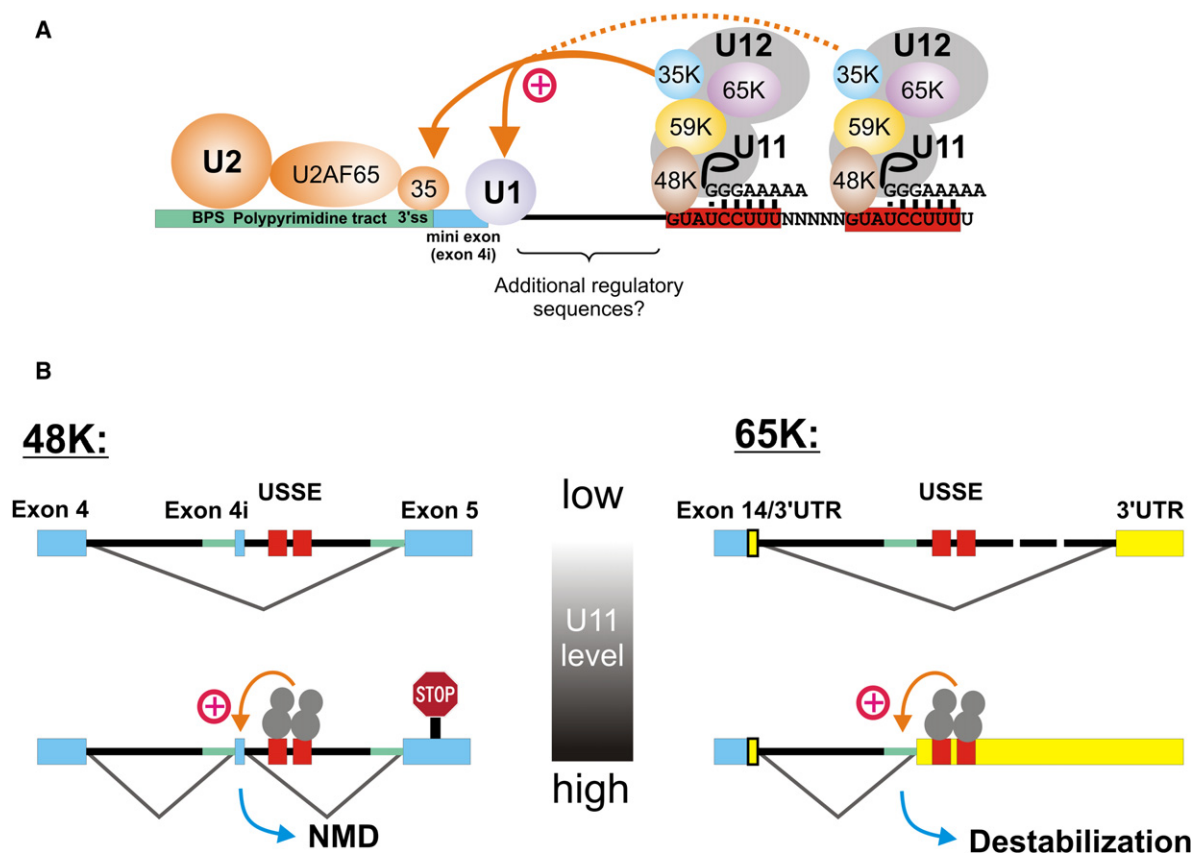 A
U12
U12
35K
65K
35K
65K
59K
59K
U11
U11
U2
U2AF65
35
U1
48K
48K
GGGAAAAA
GGGAAAAA
BPS Polypyrimidine tract 3'ss
GUAUCCUUUNNNNNGUAUCCUUUU
mini exon
(exon 4i)
Additional regulatory
sequences?
B
48K:
65K:
low
Exon 4
Exon 4i
USSE
Exon 5
Exon 14/3'UTR
USSE
3'UTR
U11
level
STOP
high
NMD
Destabilization